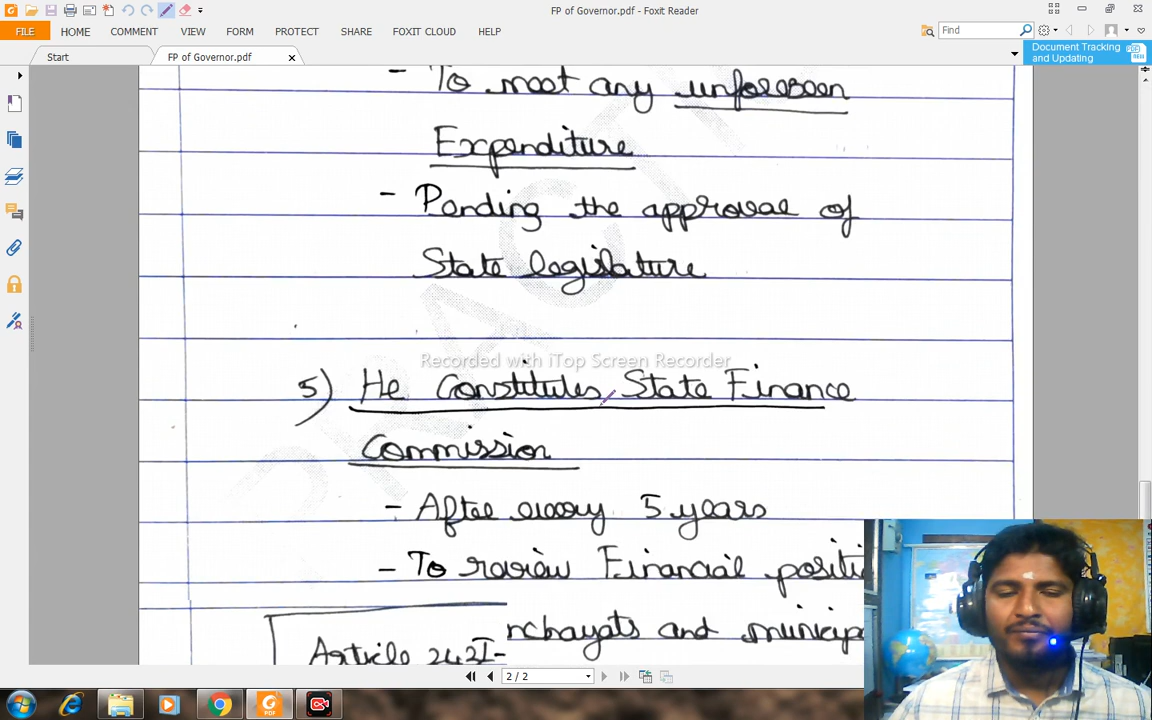 FP of Governor.pdf - Foxit Reader
FILE HOME COMMENT VIEW FORM PROTECT SHARE FOXIT CLOUD HELP
Find
Start FP of Governor.pdf
Document Tracking
and Updating
- To meet any unforeseen
Expenditure
- Pending the approval of
State legislature
Recorded with iTop Screen Recorder
5) He Constitutes State Finance
Commission
- After every 5 years
- To review Financial positi
nchayats and municip
Article 243I-
2 / 2